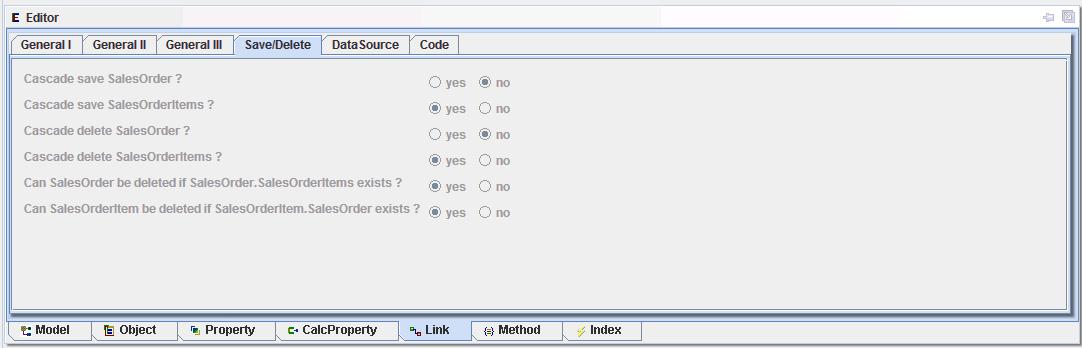 E Editor
General I General II General III Save/Delete DataSource Code
Cascade save SalesOrder ? yes no
Cascade save SalesOrderItems ? yes no
Cascade delete SalesOrder ? yes no
Cascade delete SalesOrderItems ? yes no
Can SalesOrder be deleted if SalesOrder.SalesOrderItems exists ? yes no
Can SalesOrderItem be deleted if SalesOrderItem.SalesOrder exists ? yes no
Model Object Property CalcProperty Link Method Index